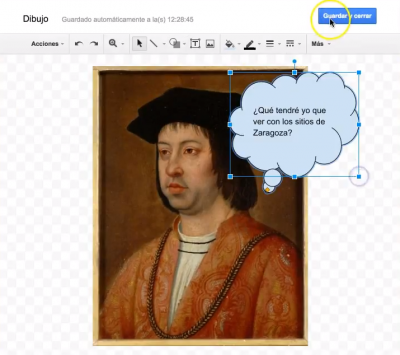 Dibujo
Guardado automáticamente a la(s) 12:28:45
Guardar y cerrar
Acciones
Más
¿Qué tendré yo que
ver con los sitios de
Zaragoza?